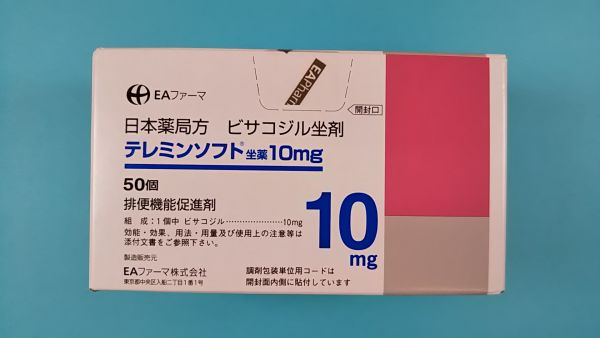 EAファーマ
EAPharm
開封口
日本薬局方 ビサコジル坐剤
テレミンソフト®坐薬10mg
50個
排便機能促進剤
組 成:1個中 ビサコジル…………………10mg
効能・効果、用法・用量及び使用上の注意等は
添付文書をご参照下さい。
10
mg
製造販売元
EAファーマ株式会社
東京都中央区入船二丁目1番1号
調剤包装単位用コードは
開封面内側に貼付しています